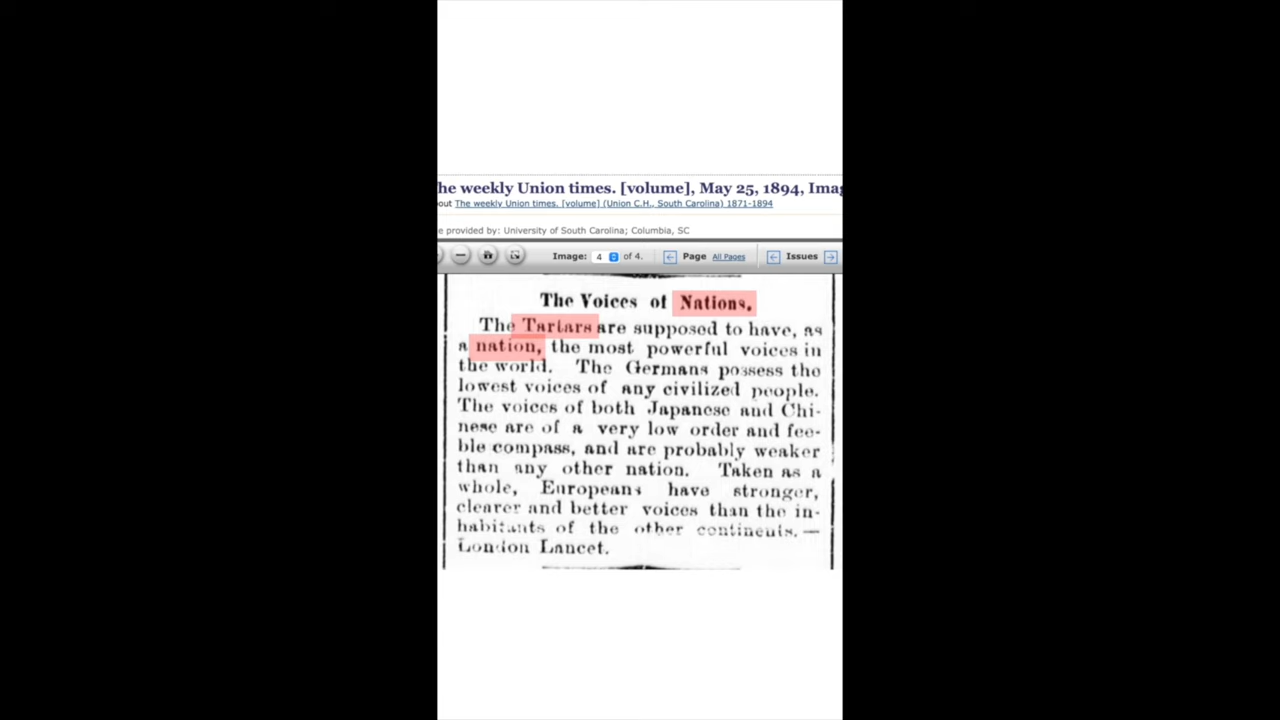 he weekly Union times. [volume], May 25, 1894, Imag
out The weekly Union times. [volume] (Union C.H., South Carolina) 1871-1894
e provided by: University of South Carolina; Columbia, SC
Image: 4 of 4. Page All Pages Issues
The Voices of Nations.
The Tartars are supposed to have, as
a nation, the most powerful voices in
the world. The Germans possess the
lowest voices of any civilized people.
The voices of both Japanese and Chi-
nese are of a very low order and fee-
ble compass, and are probably weaker
than any other nation. Taken as a
whole, Europeans have stronger,
clearer and better voices than the in-
habitants of the other continents.—
London Lancet.